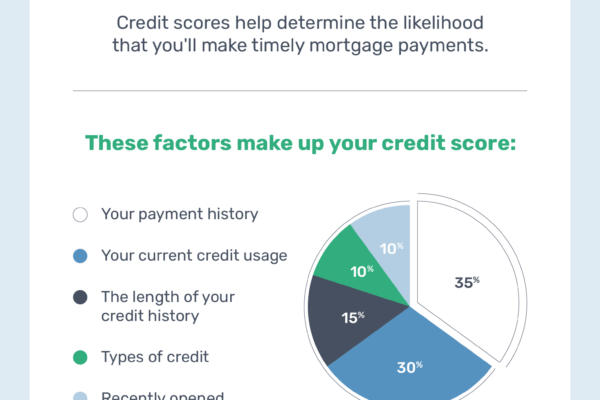 Credit scores help determine the likelihood
that you'll make timely mortgage payments.
These factors make up your credit score:
Your payment history
Your current credit usage
The length of your
credit history
Types of credit
Recently opened
10%
10%
15%
30%
35%